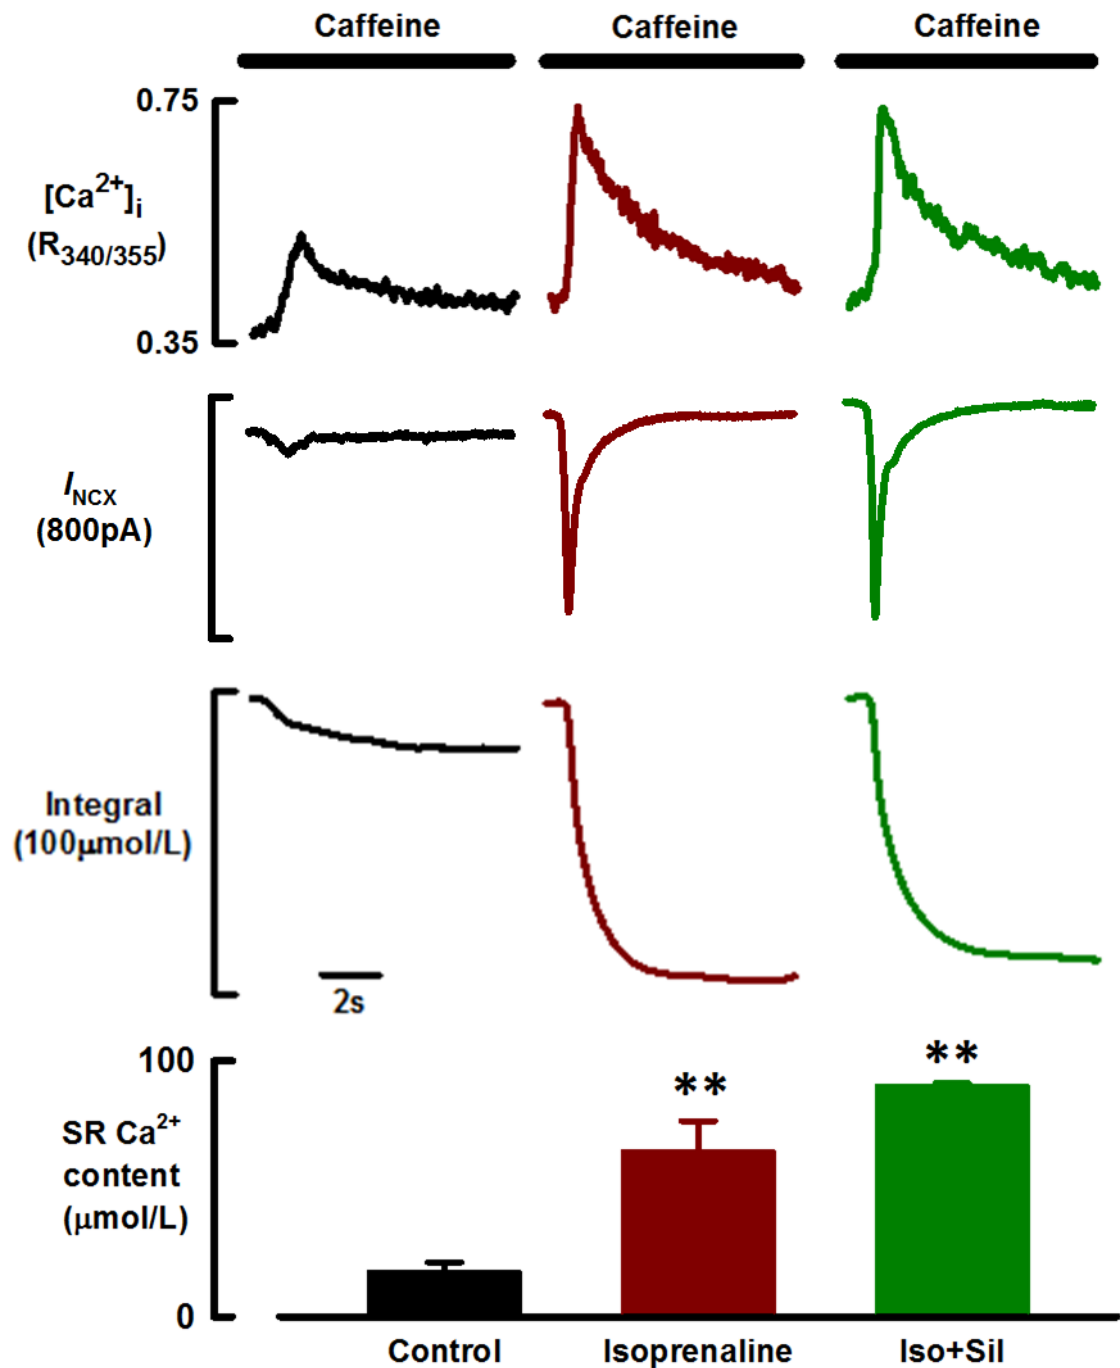 Caffeine Caffeine Caffeine
0.75
[Ca²⁺]ᵢ
(R₃₄₀/₃₅₅)
0.35
I_NCX
(800pA)
Integral
(100μmol/L)
2s
100
** **
SR Ca²⁺
content
(μmol/L)
0
Control Isoprenaline Iso+Sil